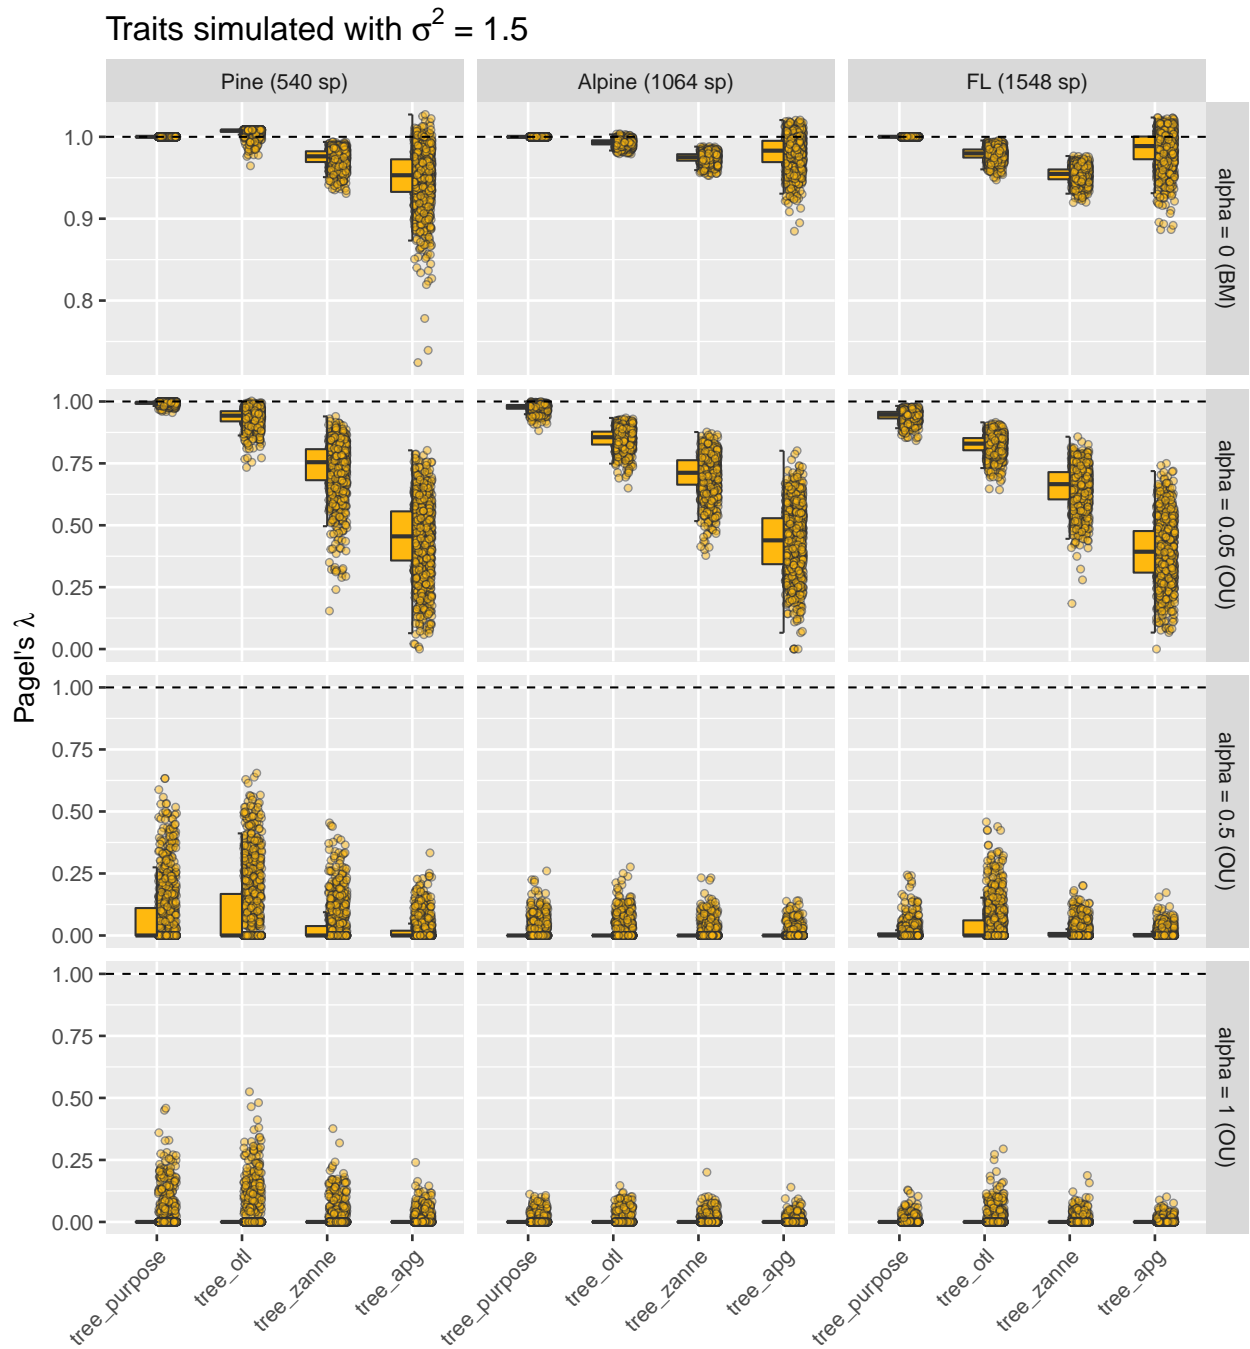 Traits simulated with σ² = 1.5
Pine (540 sp)
Alpine (1064 sp)
FL (1548 sp)
Pagel's λ
1.0
0.9
0.8
alpha = 0 (BM)
1.00
0.75
0.50
0.25
0.00
alpha = 0.05 (OU)
1.00
0.75
0.50
0.25
0.00
alpha = 0.5 (OU)
1.00
0.75
0.50
0.25
0.00
alpha = 1 (OU)
tree_purpose
tree_otl
tree_zanne
tree_apg
tree_purpose
tree_otl
tree_zanne
tree_apg
tree_purpose
tree_otl
tree_zanne
tree_apg